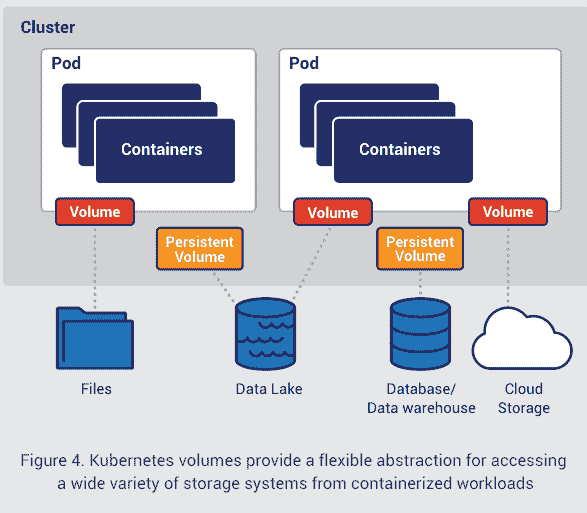 Cluster
Pod
Pod
Containers
Containers
Volume
Volume
Volume
Persistent
Volume
Persistent
Volume
Files
Data Lake
Database/
Data warehouse
Cloud
Storage
Figure 4. Kubernetes volumes provide a flexible abstraction for accessing
a wide variety of storage systems from containerized workloads